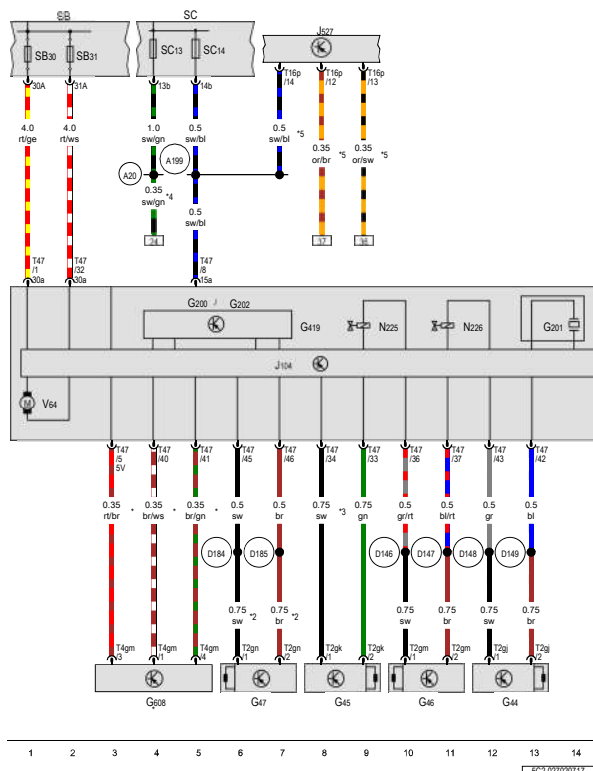 SB
SC
J527
SB30
SB31
SC13
SC14
30A
31A
13b
14b
T16p
/14
T16p
/12
T16p
/13
4.0
rt/ge
4.0
rt/ws
1.0
sw/gn
0.5
sw/bl
0.5
sw/bl
*5
0.35
or/br
*5
0.35
or/sw
*5
A20
A199
0.35
sw/gn
*4
0.5
sw/bl
24
37
36
T47
/1
30a
T47
/32
30a
T47
/8
15a
G200 / G202
G419
N225
N226
G201
J104
M
V64
T47
/5
5V
T47
/40
T47
/41
T47
/45
T47
/46
T47
/34
T47
/33
T47
/36
T47
/37
T47
/43
T47
/42
0.35
rt/br
*
0.35
br/ws
*
0.35
br/gn
*
0.5
sw
0.5
br
0.75
sw
*3
0.75
gn
0.5
gr/rt
0.5
bl/rt
0.5
gr
0.5
bl
D184
D185
D146
D147
D148
D149
0.75
sw
*2
0.75
br
*2
0.75
sw
0.75
br
0.75
sw
0.75
br
T4gm
/3
T4gm
/1
T4gm
/4
T2gn
/1
T2gn
/2
T2gk
/1
T2gk
/2
T2gm
/1
T2gm
/2
T2gj
/1
T2gj
/2
G608
G47
G45
G46
G44
1 2 3 4 5 6 7 8 9 10 11 12 13 14